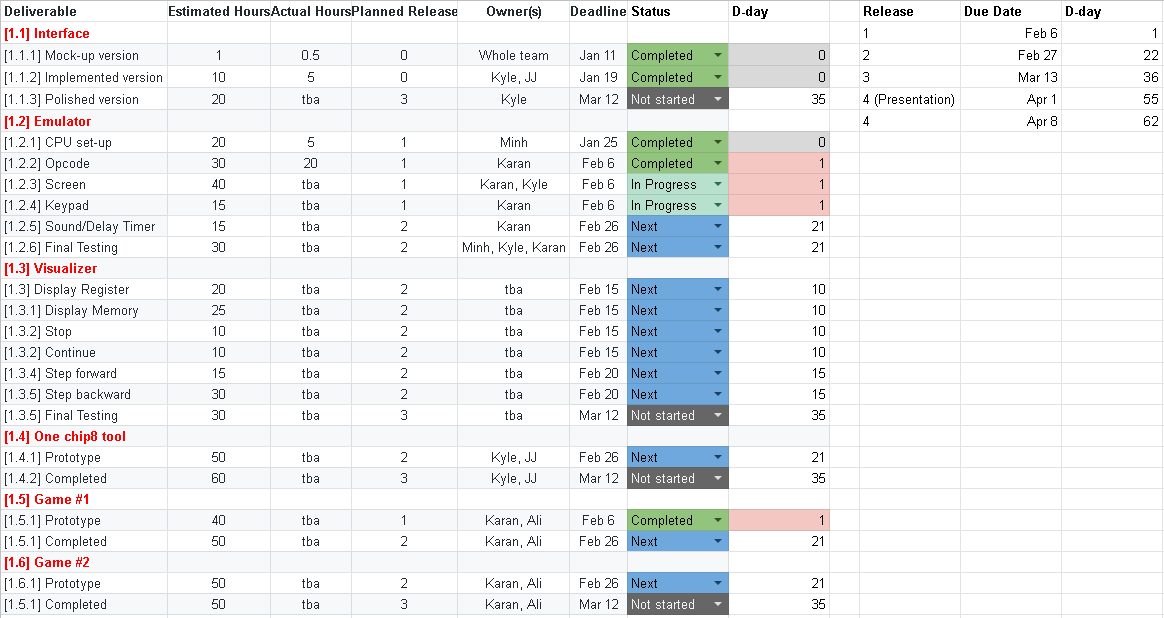 Deliverable Estimated Hours Actual Hours Planned Release Owner(s) Deadline Status D-day Release Due Date D-day
[1.1] Interface 1 Feb 6 1
[1.1.1] Mock-up version 1 0.5 0 Whole team Jan 11 Completed 0 2 Feb 27 22
[1.1.2] Implemented version 10 5 0 Kyle, JJ Jan 19 Completed 0 3 Mar 13 36
[1.1.3] Polished version 20 tba 3 Kyle Mar 12 Not started 35 4 (Presentation) Apr 1 55
[1.2] Emulator 4 Apr 8 62
[1.2.1] CPU set-up 20 5 1 Minh Jan 25 Completed 0
[1.2.2] Opcode 30 20 1 Karan Feb 6 Completed 1
[1.2.3] Screen 40 tba 1 Karan, Kyle Feb 6 In Progress 1
[1.2.4] Keypad 15 tba 1 Karan Feb 6 In Progress 1
[1.2.5] Sound/Delay Timer 15 tba 2 Karan Feb 26 Next 21
[1.2.6] Final Testing 30 tba 2 Minh, Kyle, Karan Feb 26 Next 21
[1.3] Visualizer
[1.3] Display Register 20 tba 2 tba Feb 15 Next 10
[1.3.1] Display Memory 25 tba 2 tba Feb 15 Next 10
[1.3.2] Stop 10 tba 2 tba Feb 15 Next 10
[1.3.2] Continue 10 tba 2 tba Feb 15 Next 10
[1.3.4] Step forward 15 tba 2 tba Feb 20 Next 15
[1.3.5] Step backward 30 tba 2 tba Feb 20 Next 15
[1.3.5] Final Testing 30 tba 3 tba Mar 12 Not started 35
[1.4] One chip8 tool
[1.4.1] Prototype 50 tba 2 Kyle, JJ Feb 26 Next 21
[1.4.2] Completed 60 tba 3 Kyle, JJ Mar 12 Not started 35
[1.5] Game #1
[1.5.1] Prototype 40 tba 1 Karan, Ali Feb 6 Completed 1
[1.5.1] Completed 50 tba 2 Karan, Ali Feb 26 Next 21
[1.6] Game #2
[1.6.1] Prototype 50 tba 2 Karan, Ali Feb 26 Next 21
[1.5.1] Completed 50 tba 3 Karan, Ali Mar 12 Not started 35